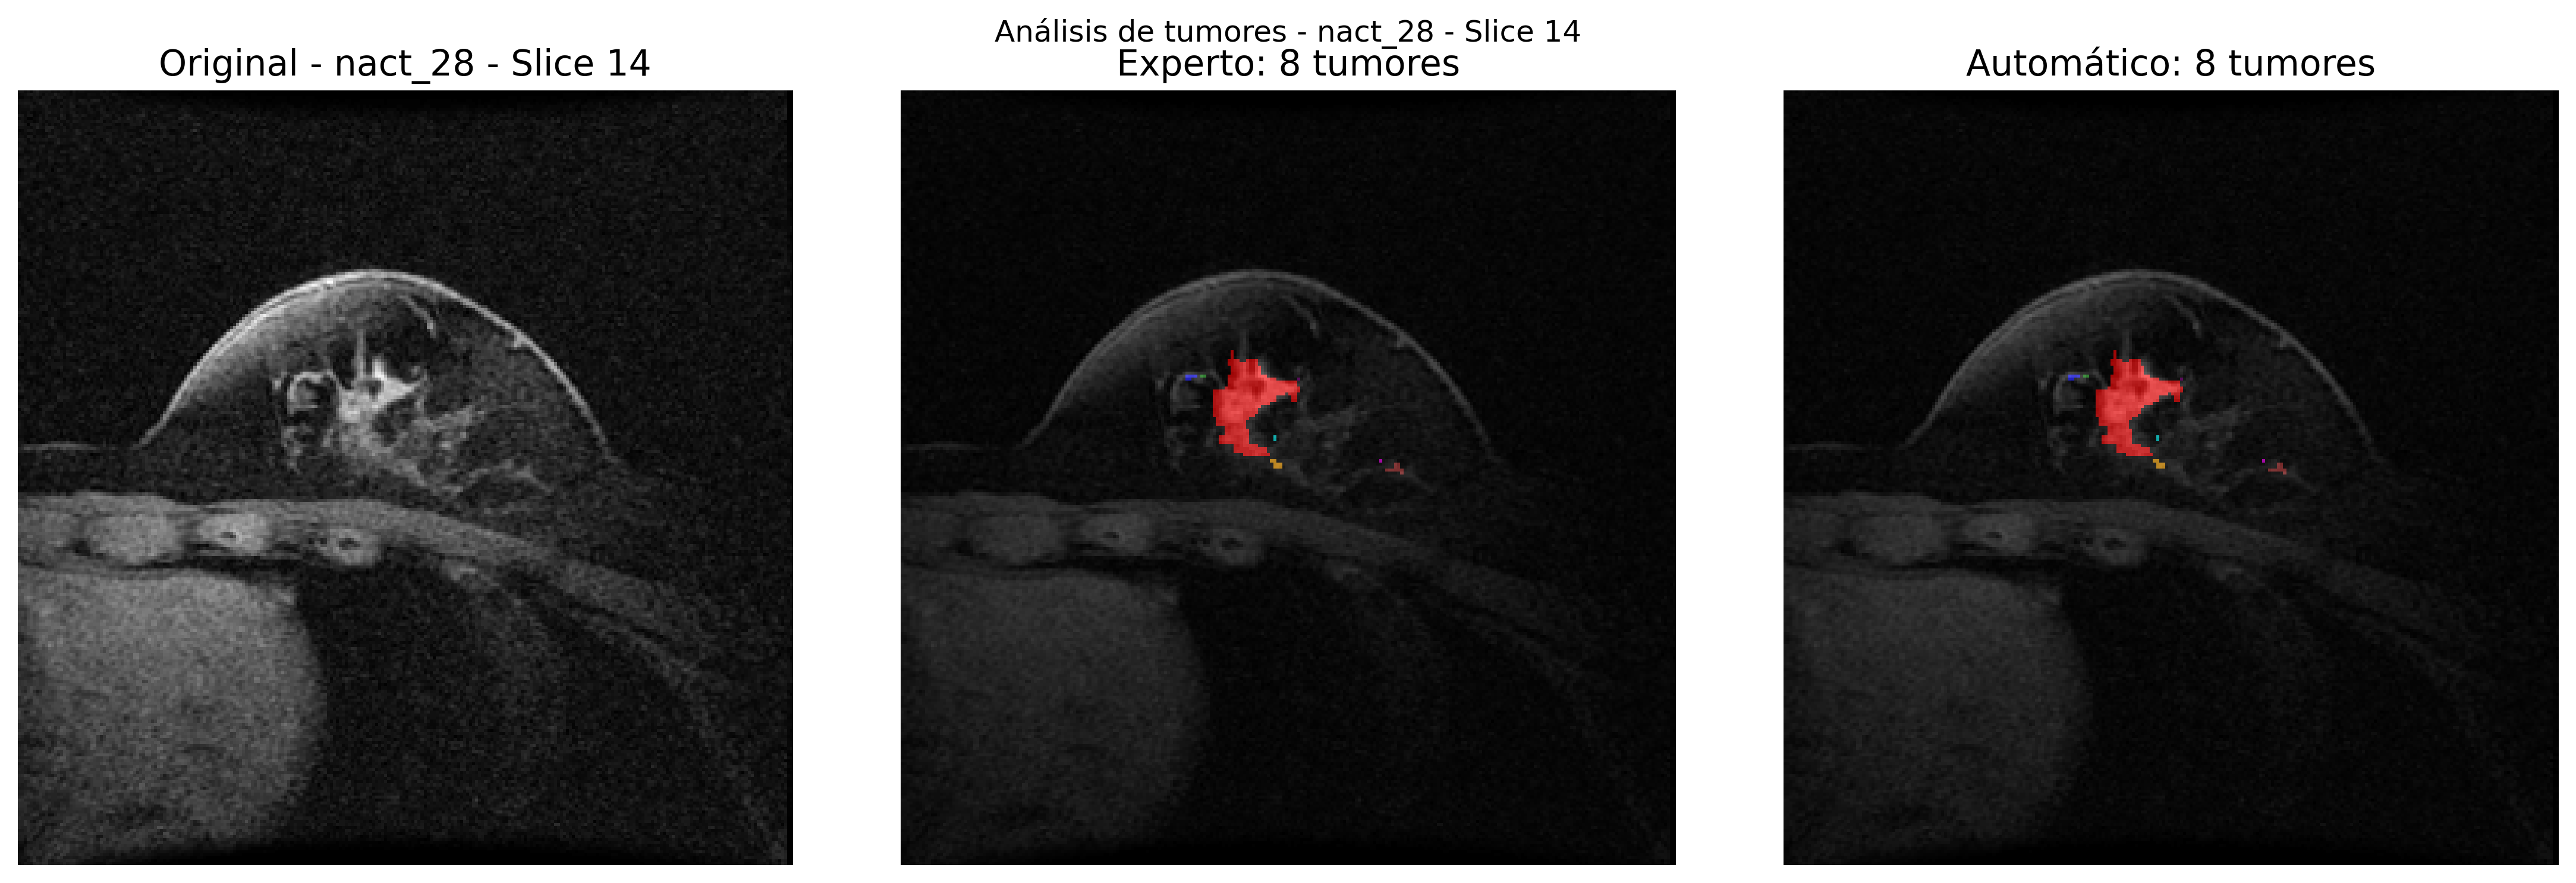 Análisis de tumores - nact_28 - Slice 14
Original - nact_28 - Slice 14
Experto: 8 tumores
Automático: 8 tumores